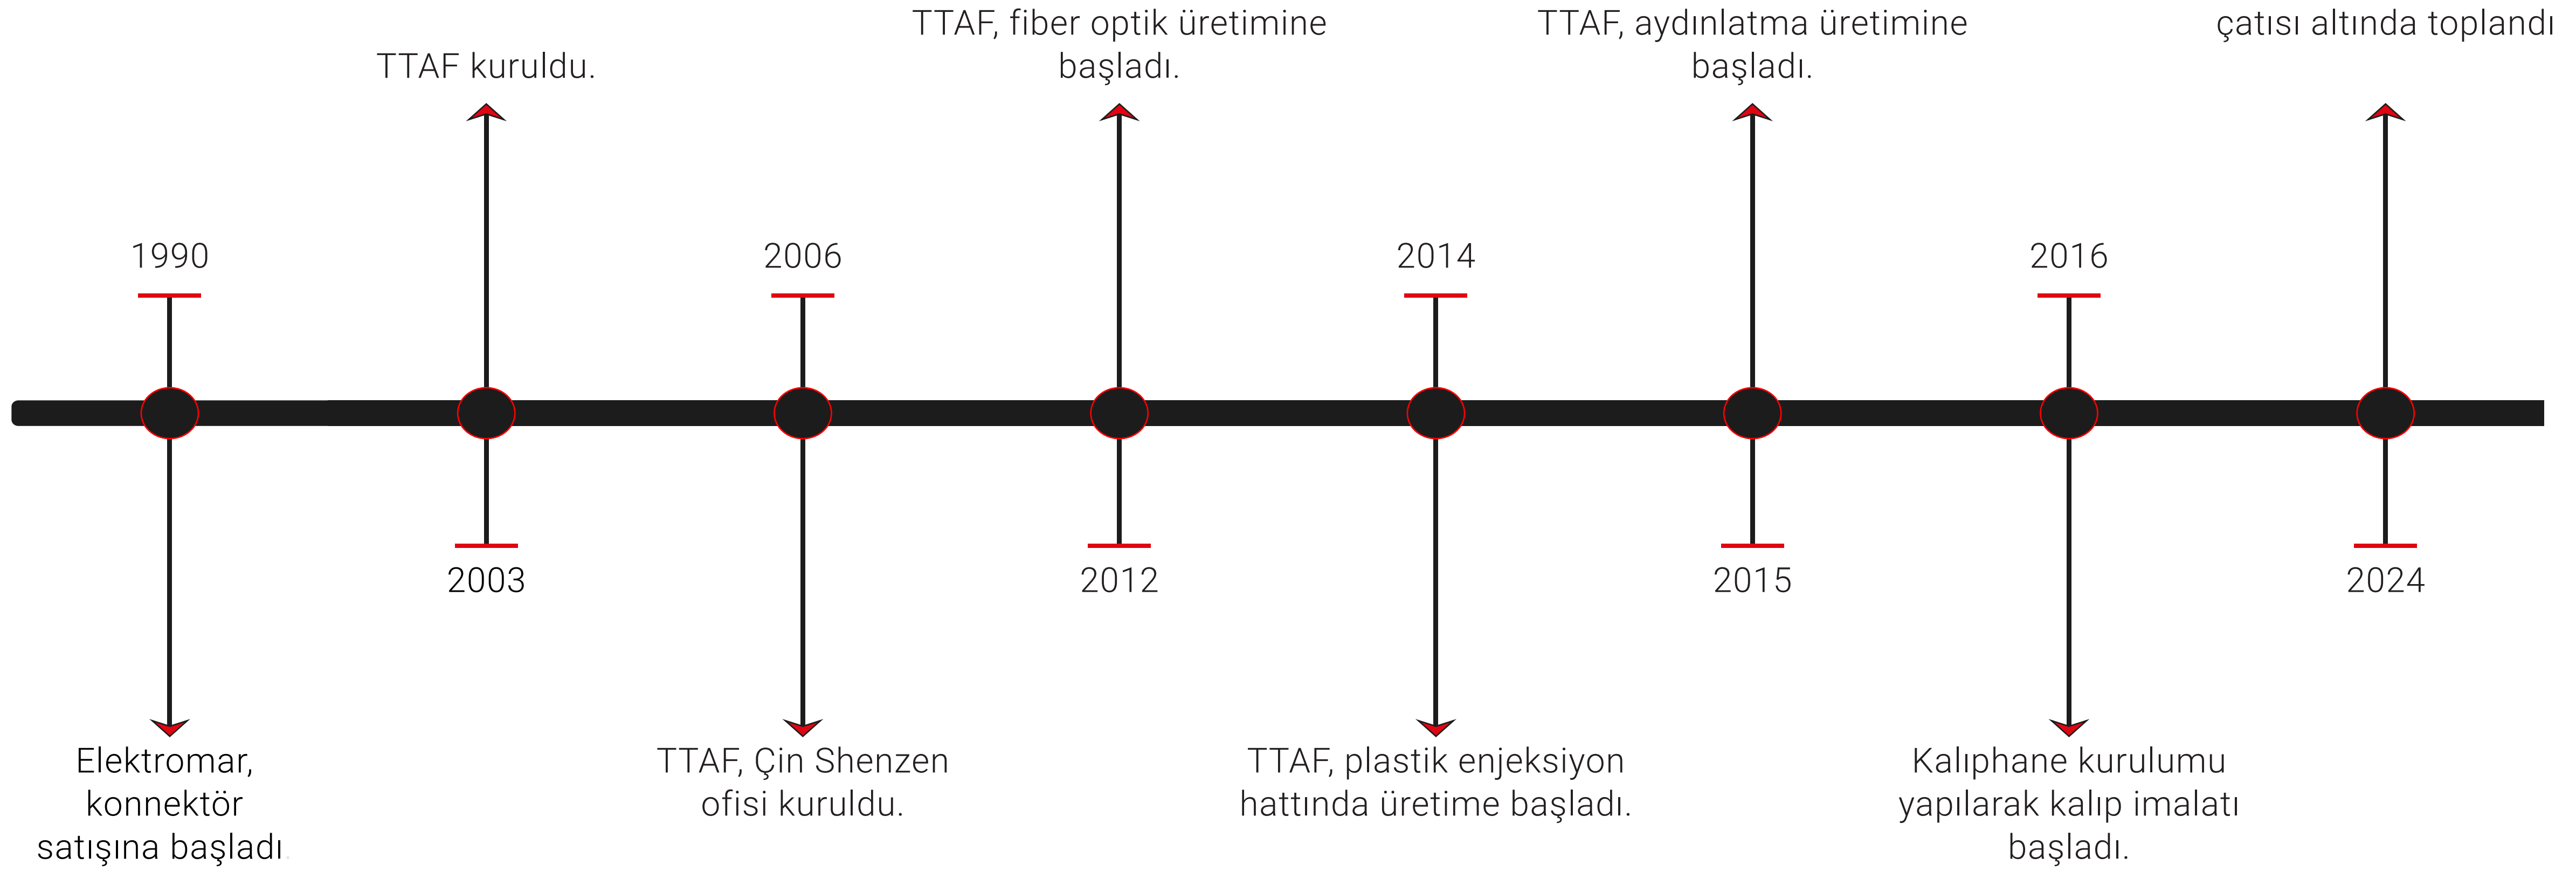 TTAF, fiber optik üretimine
başladı.
TTAF, aydınlatma üretimine
başladı.
çatısı altında toplandı
TTAF kuruldu.
1990
2006
2014
2016
2003
2012
2015
2024
Elektromar,
konnektör
satışına başladı.
TTAF, Çin Shenzen
ofisi kuruldu.
TTAF, plastik enjeksiyon
hattında üretime başladı.
Kalıphane kurulumu
yapılarak kalıp imalatı
başladı.